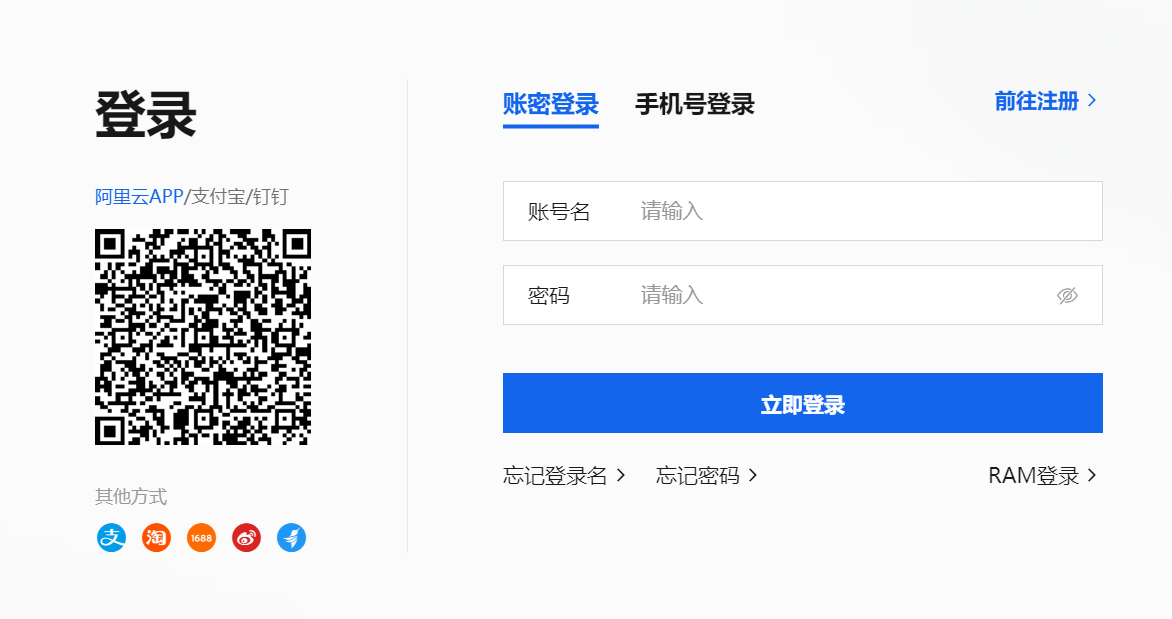 登录
阿里云APP/支付宝/钉钉
其他方式
支
淘
1688
账密登录
手机号登录
前往注册
账号名 请输入
密码 请输入
立即登录
忘记登录名
忘记密码
RAM登录